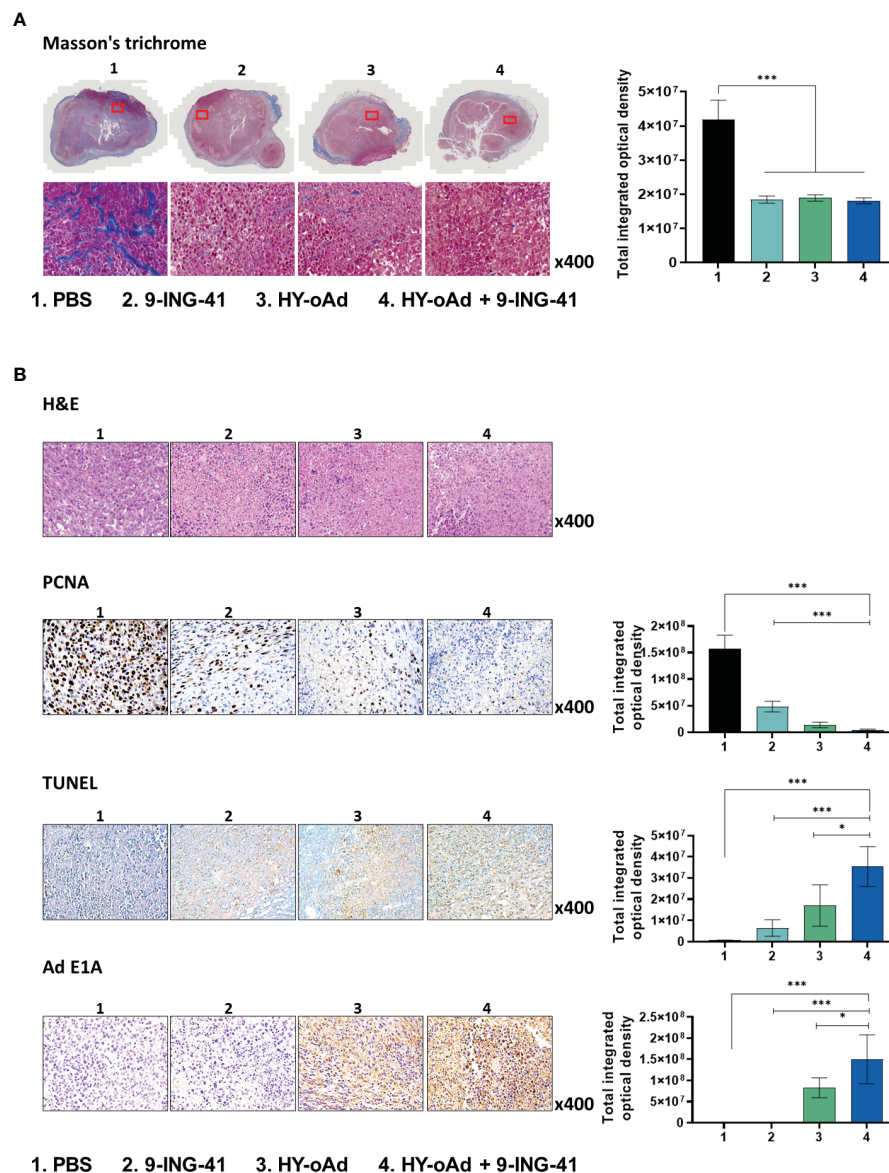 A
Masson's trichrome
1 2 3 4
x400
1. PBS 2. 9-ING-41 3. HY-oAd 4. HY-oAd + 9-ING-41
Total integrated optical density
***
5×10⁷
4×10⁷
3×10⁷
2×10⁷
1×10⁷
0
1 2 3 4
B
H&E
1 2 3 4
x400
PCNA
1 2 3 4
x400
Total integrated
optical density
***
***
2×10⁸
1.5×10⁸
1×10⁸
5×10⁷
0
1 2 3 4
TUNEL
1 2 3 4
x400
Total integrated
optical density
***
***
*
5×10⁷
4×10⁷
3×10⁷
2×10⁷
1×10⁷
0
1 2 3 4
Ad E1A
1 2 3 4
x400
Total integrated
optical density
***
***
*
2.5×10⁸
2×10⁸
1.5×10⁸
1×10⁸
5×10⁷
0
1 2 3 4
1. PBS 2. 9-ING-41 3. HY-oAd 4. HY-oAd + 9-ING-41